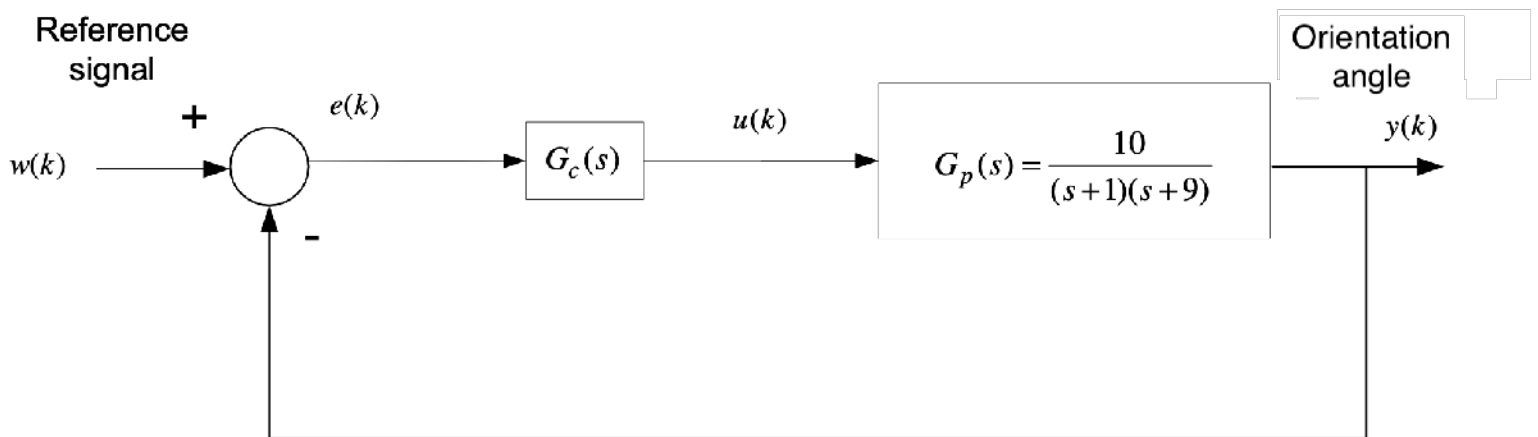 Reference
signal
Orientation
angle
+
e(k)
u(k)
y(k)
w(k)
G_c(s)
G_p(s) = 10 / (s+1)(s+9)
-